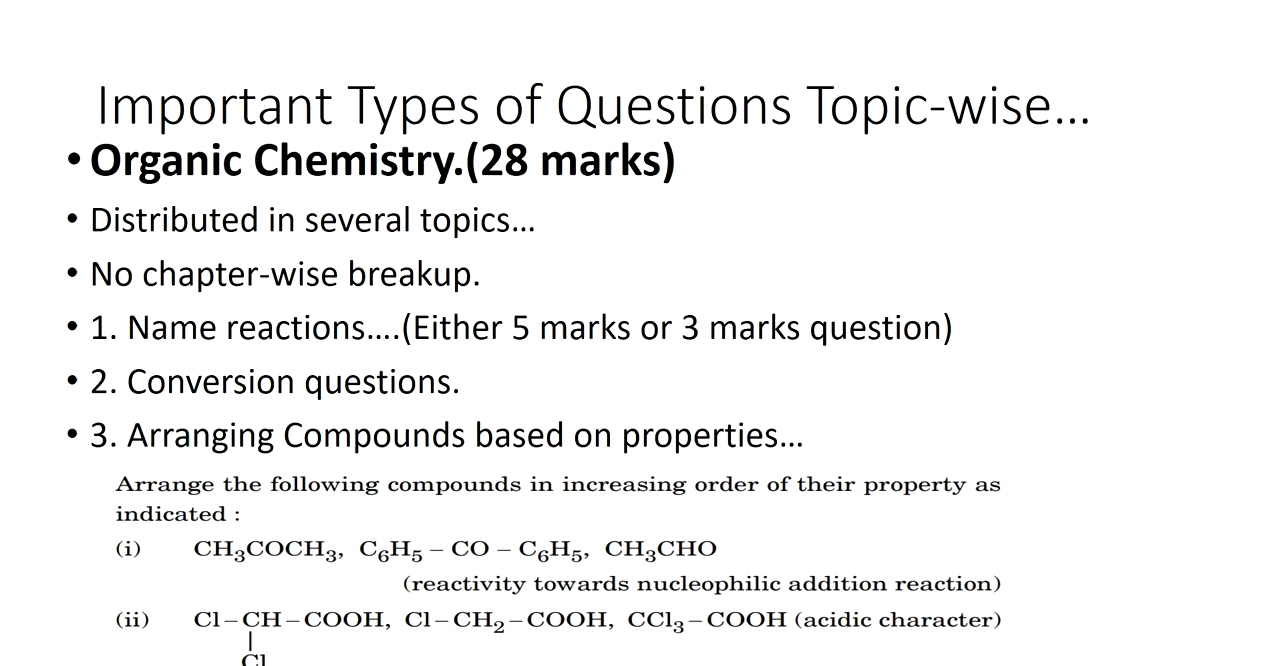 Important Types of Questions Topic-wise...
• Organic Chemistry.(28 marks)
• Distributed in several topics...
• No chapter-wise breakup.
• 1. Name reactions....(Either 5 marks or 3 marks question)
• 2. Conversion questions.
• 3. Arranging Compounds based on properties...
Arrange the following compounds in increasing order of their property as
indicated :
(i) CH₃COCH₃, C₆H₅ – CO – C₆H₅, CH₃CHO
(reactivity towards nucleophilic addition reaction)
(ii) Cl–CH–COOH, Cl–CH₂–COOH, CCl₃–COOH (acidic character)
|
Cl